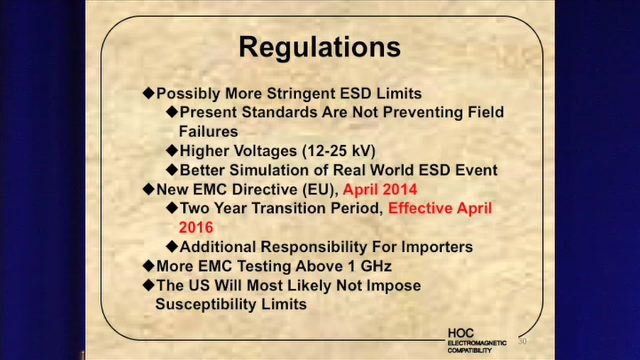 Regulations
◆Possibly More Stringent ESD Limits
◆Present Standards Are Not Preventing Field
Failures
◆Higher Voltages (12-25 kV)
◆Better Simulation of Real World ESD Event
◆New EMC Directive (EU), April 2014
◆Two Year Transition Period, Effective April
2016
◆Additional Responsibility For Importers
◆More EMC Testing Above 1 GHz
◆The US Will Most Likely Not Impose
Susceptibility Limits
HOC
ELECTROMAGNETIC
COMPATIBILITY
30